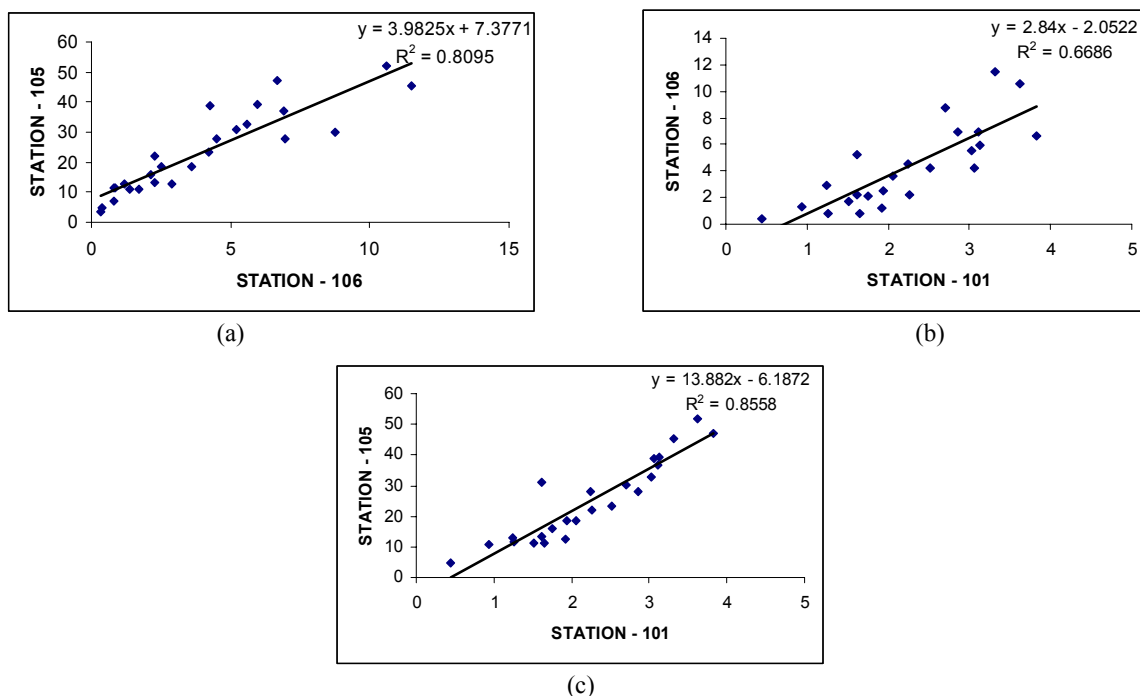 y = 3.9825x + 7.3771
R² = 0.8095
60
50
40
30
20
10
0
STATION - 105
0 5 10 15
STATION - 106
(a)
y = 2.84x - 2.0522
R² = 0.6686
14
12
10
8
6
4
2
0
STATION - 106
0 1 2 3 4 5
STATION - 101
(b)
y = 13.882x - 6.1872
R² = 0.8558
60
50
40
30
20
10
0
STATION - 105
0 1 2 3 4 5
STATION - 101
(c)